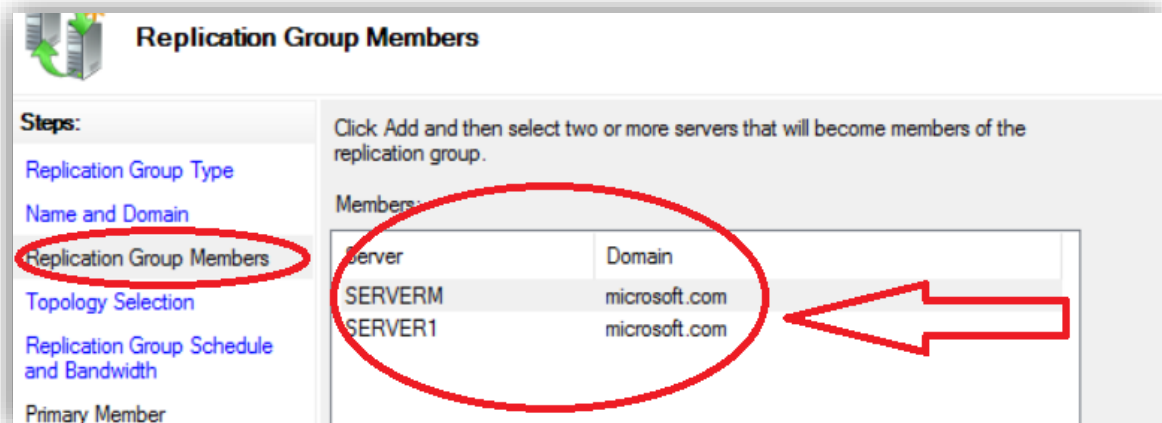 Replication Group Members
Steps:
Replication Group Type
Name and Domain
Replication Group Members
Topology Selection
Replication Group Schedule
and Bandwidth
Primary Member
Click Add and then select two or more servers that will become members of the
replication group.
Members:
Server Domain
SERVERM microsoft.com
SERVER1 microsoft.com